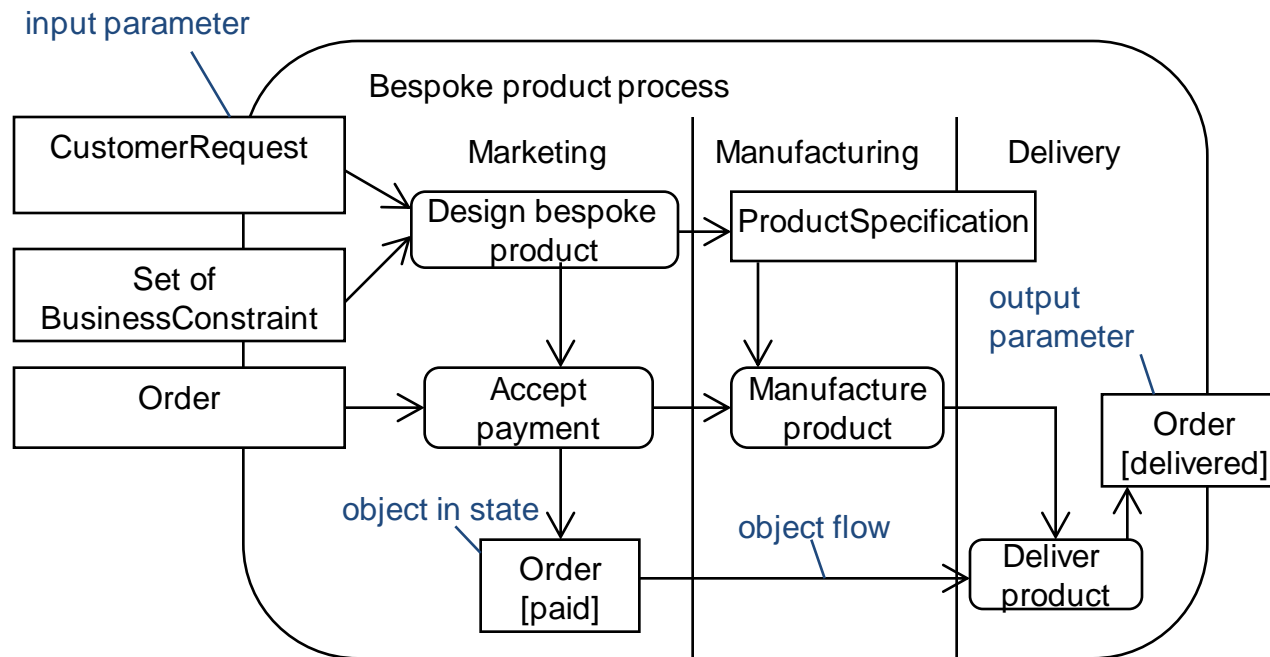 input parameter
Bespoke product process
CustomerRequest
Marketing
Manufacturing
Delivery
Design bespoke
product
ProductSpecification
Set of
BusinessConstraint
output
parameter
Order
Accept
payment
Manufacture
product
Order
[delivered]
object in state
object flow
Order
[paid]
Deliver
product